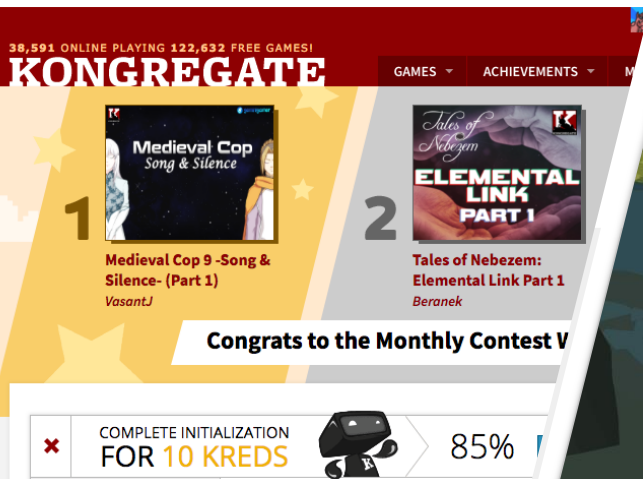 38,591 ONLINE PLAYING 122,632 FREE GAMES!
KONGREGATE
GAMES
ACHIEVEMENTS
M
1
Medieval Cop
Song & Silence
2
Tales of
Nebezem
ELEMENTAL
LINK
PART 1
Medieval Cop 9 -Song &
Silence- (Part 1)
VasantJ
Tales of Nebezem:
Elemental Link Part 1
Beranek
Congrats to the Monthly Contest W
COMPLETE INITIALIZATION
FOR 10 KREDS
K
85%